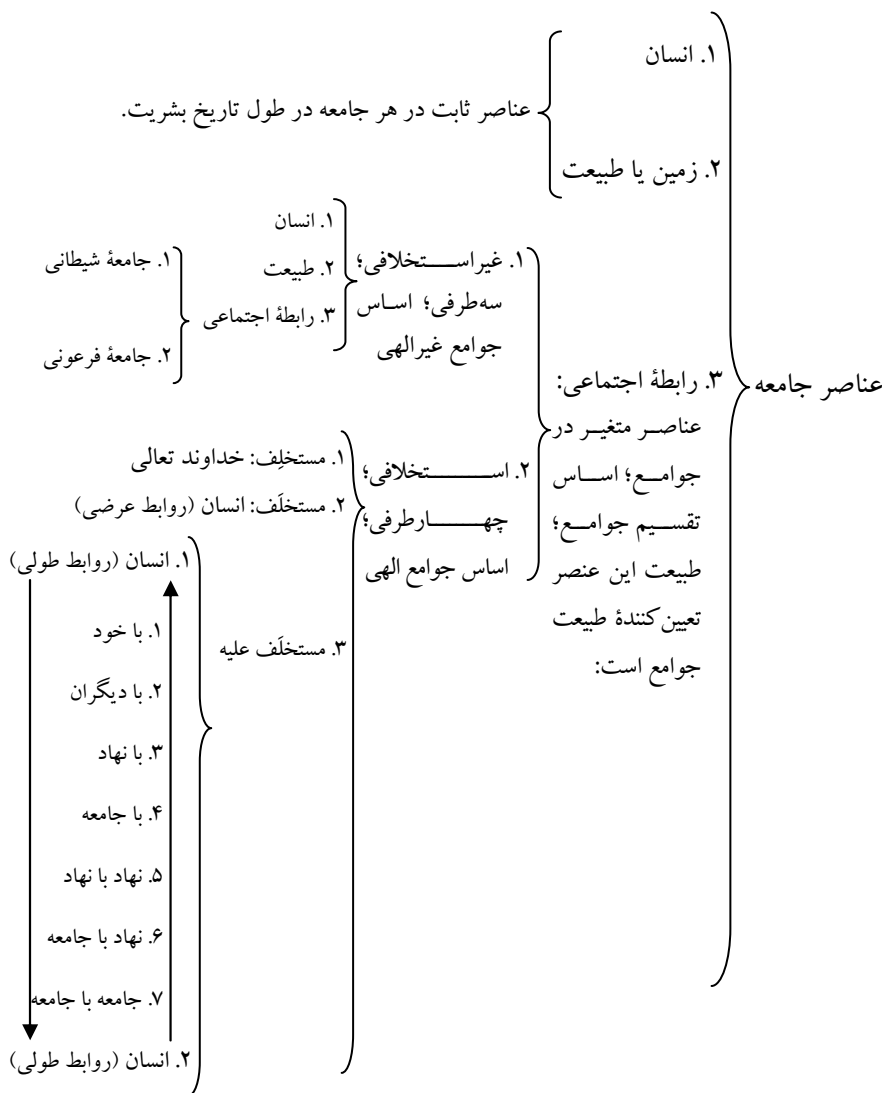 عناصر جامعه
۱. انسان
۲. زمین یا طبیعت
عناصر ثابت در هر جامعه در طول تاریخ بشریت.
۳. رابطهٔ اجتماعی:
عناصر متغیر در
جوامع؛ اساس
تقسیم جوامع؛
طبیعت این عنصر
تعیین‌کنندهٔ طبیعت
جوامع است:
۱. غیراستخلافی؛
سه‌طرفی؛ اساس
جوامع غیرالهی
۱. انسان
۲. طبیعت
۳. رابطهٔ اجتماعی
۱. جامعهٔ شیطانی
۲. جامعهٔ فرعونی
۲. استخلافی؛
چهارطرفی؛
اساس جوامع الهی
۱. مستخلِف: خداوند تعالی
۲. مستخلَف: انسان (روابط عرضی)
۳. مستخلَف علیه
۱. انسان (روابط طولی)
۱. با خود
۲. با دیگران
۳. با نهاد
۴. با جامعه
۵. نهاد با نهاد
۶. نهاد با جامعه
۷. جامعه با جامعه
۲. انسان (روابط طولی)